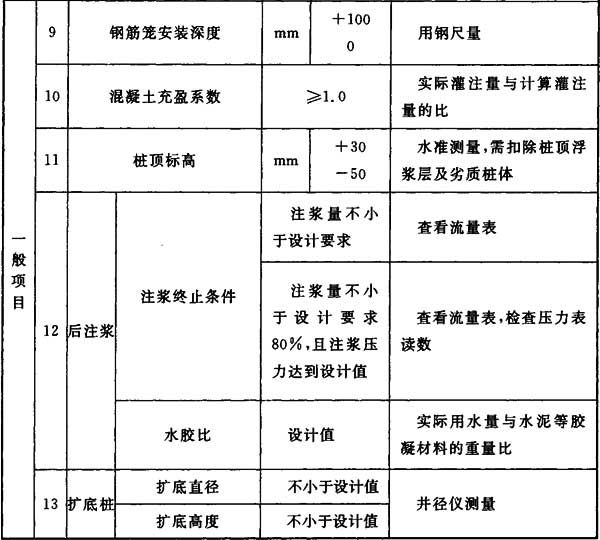 一般项目
9 钢筋笼安装深度 mm +100 用钢尺量
0
10 混凝土充盈系数 ≥1.0 实际灌注量与计算灌注
量的比
11 桩顶标高 mm +30 水准测量,需扣除桩顶浮
-50 浆层及劣质桩体
12 后注浆 注浆终止条件
注浆量不小
于设计要求
查看流量表
注浆量不小
于设计要求
80%,且注浆压
力达到设计值
查看流量表,检查压力表
读数
水胶比 设计值 实际用水量与水泥等胶
凝材料的重量比
13 扩底桩 扩底直径 不小于设计值 井径仪测量
扩底高度 不小于设计值